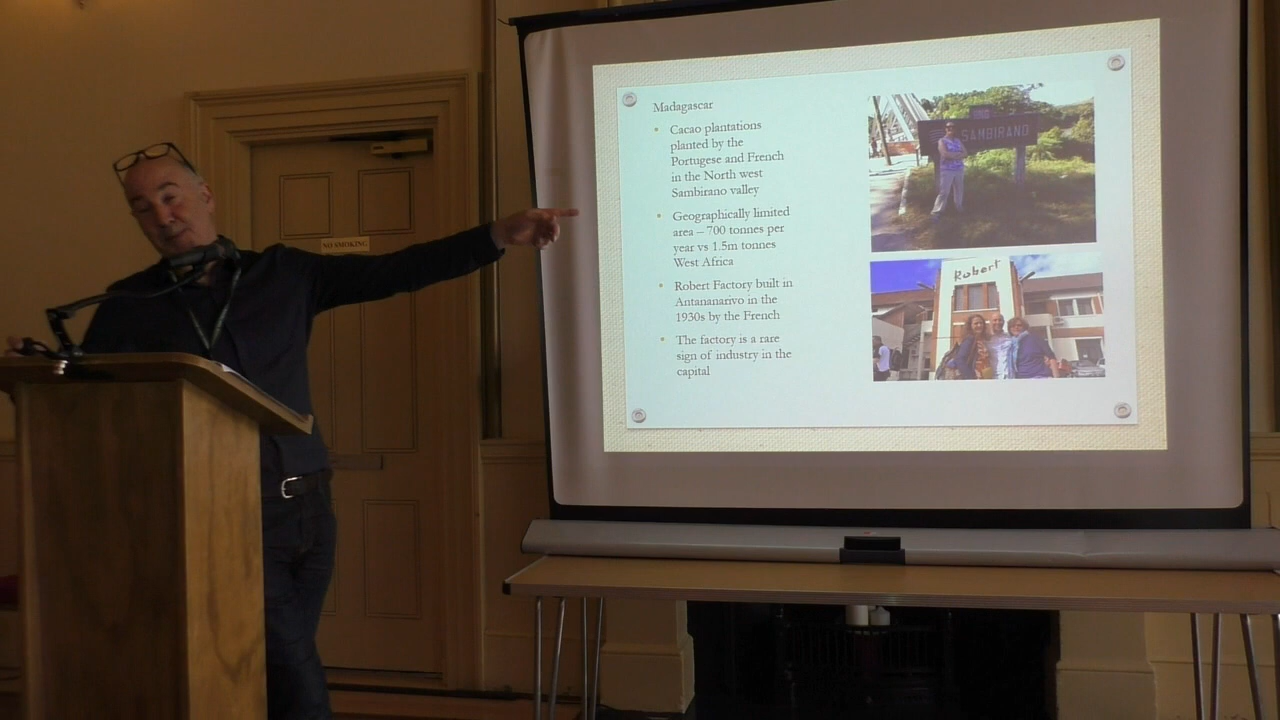 NO SMOKING
Madagascar
• Cacao plantations
planted by the
Portugese and French
in the North west
Sambirano valley
• Geographically limited
area – 700 tonnes per
year vs 1.5m tonnes
West Africa
• Robert Factory built in
Antananarivo in the
1930s by the French
• The factory is a rare
sign of industry in the
capital
SAMBIRANO
Robert